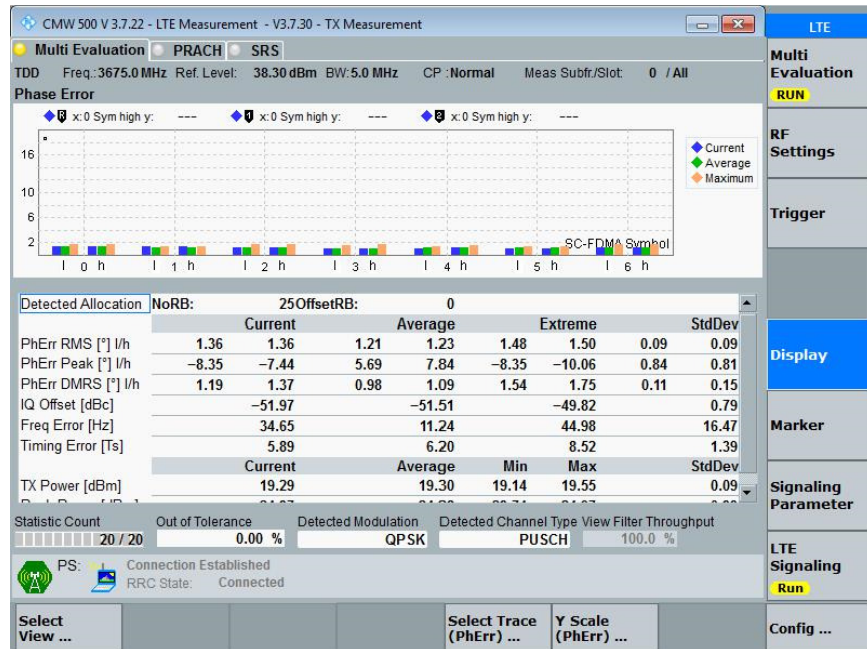 CMW 500 V 3.7.22 - LTE Measurement - V3.7.30 - TX Measurement
LTE
Multi Evaluation PRACH SRS
Multi Evaluation RUN
TDD Freq.: 3675.0 MHz Ref. Level: 38.30 dBm BW: 5.0 MHz CP : Normal Meas Subfr./Slot: 0 / All
Phase Error
R x: 0 Sym high y: --- 1 x: 0 Sym high y: --- 2 x: 0 Sym high y: ---
RF Settings
°
Current
16
Average
Maximum
10
Trigger
6
2
SC-FDMA Symbol
l 0 h l 1 h l 2 h l 3 h l 4 h l 5 h l 6 h
Detected Allocation NoRB: 25 OffsetRB: 0
Current Average Extreme StdDev
PhErr RMS [°] l/h 1.36 1.36 1.21 1.23 1.48 1.50 0.09 0.09
PhErr Peak [°] l/h −8.35 −7.44 5.69 7.84 −8.35 −10.06 0.84 0.81
Display
PhErr DMRS [°] l/h 1.19 1.37 0.98 1.09 1.54 1.75 0.11 0.15
IQ Offset [dBc] −51.97 −51.51 −49.82 0.79
Freq Error [Hz] 34.65 11.24 44.98 16.47
Marker
Timing Error [Ts] 5.89 6.20 8.52 1.39
Current Average Min Max StdDev
TX Power [dBm] 19.29 19.30 19.14 19.55 0.09
Signaling Parameter
Statistic Count Out of Tolerance Detected Modulation Detected Channel Type View Filter Throughput
20 / 20 0.00 % QPSK PUSCH 100.0 %
LTE Signaling Run
PS: Connection Established
RRC State: Connected
Select View ... Select Trace (PhErr) ... Y Scale (PhErr) ... Config ...